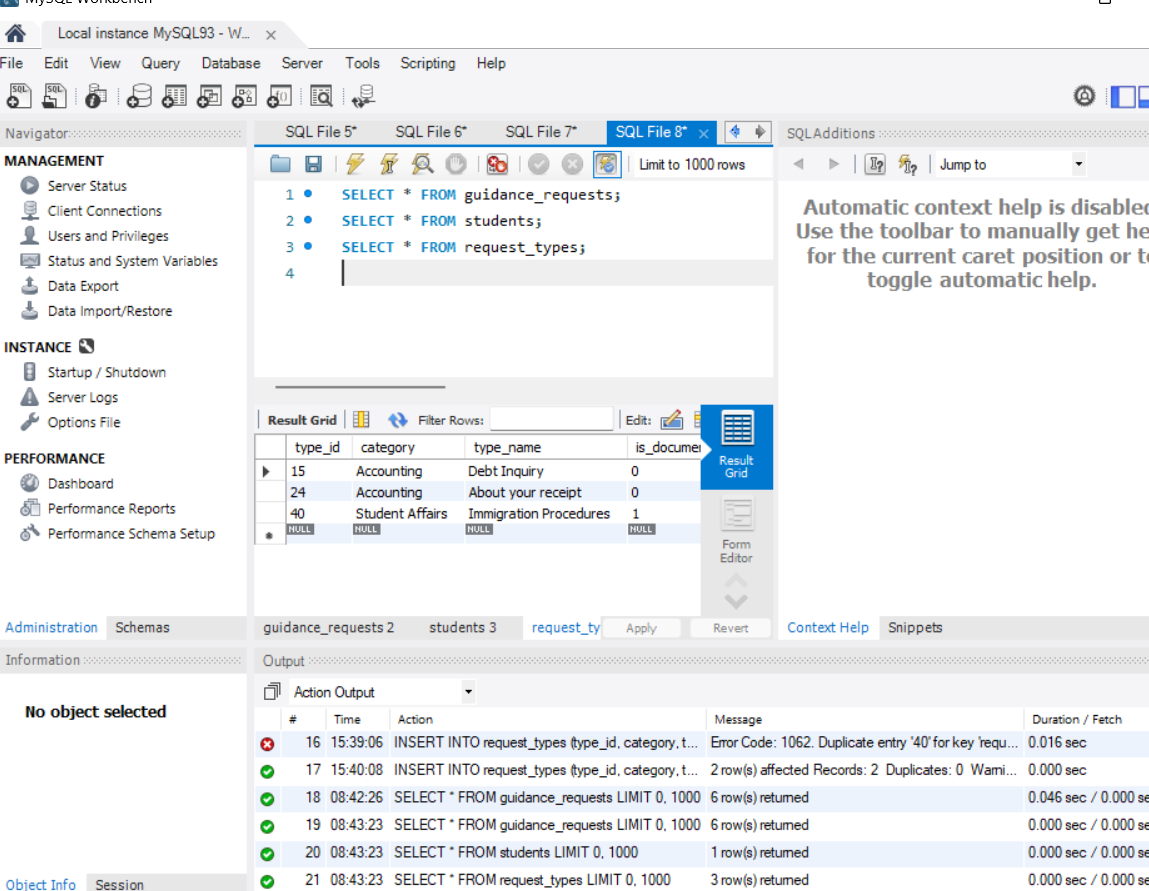 MySQL Workbench
Local instance MySQL93 - W...
File Edit View Query Database Server Tools Scripting Help
Navigator
MANAGEMENT
Server Status
Client Connections
Users and Privileges
Status and System Variables
Data Export
Data Import/Restore
INSTANCE
Startup / Shutdown
Server Logs
Options File
PERFORMANCE
Dashboard
Performance Reports
Performance Schema Setup
Administration Schemas
Information
No object selected
Object Info Session
SQL File 5* SQL File 6* SQL File 7* SQL File 8*
Limit to 1000 rows
1 SELECT * FROM guidance_requests;
2 SELECT * FROM students;
3 SELECT * FROM request_types;
4
Result Grid Filter Rows: Edit:
type_id category type_name is_documen
15 Accounting Debt Inquiry 0
24 Accounting About your receipt 0
40 Student Affairs Immigration Procedures 1
NULL NULL NULL NULL
Result
Grid
Form
Editor
guidance_requests 2 students 3 request_ty Apply Revert
SQLAdditions
Jump to
Automatic context help is disabled
Use the toolbar to manually get he
for the current caret position or to
toggle automatic help.
Context Help Snippets
Output
Action Output
# Time Action Message Duration / Fetch
16 15:39:06 INSERT INTO request_types (type_id, category, t... Error Code: 1062. Duplicate entry '40' for key 'requ... 0.016 sec
17 15:40:08 INSERT INTO request_types (type_id, category, t... 2 row(s) affected Records: 2 Duplicates: 0 Warni... 0.000 sec
18 08:42:26 SELECT * FROM guidance_requests LIMIT 0, 1000 6 row(s) returned 0.046 sec / 0.000 se
19 08:43:23 SELECT * FROM guidance_requests LIMIT 0, 1000 6 row(s) returned 0.000 sec / 0.000 se
20 08:43:23 SELECT * FROM students LIMIT 0, 1000 1 row(s) returned 0.000 sec / 0.000 se
21 08:43:23 SELECT * FROM request_types LIMIT 0, 1000 3 row(s) returned 0.000 sec / 0.000 se